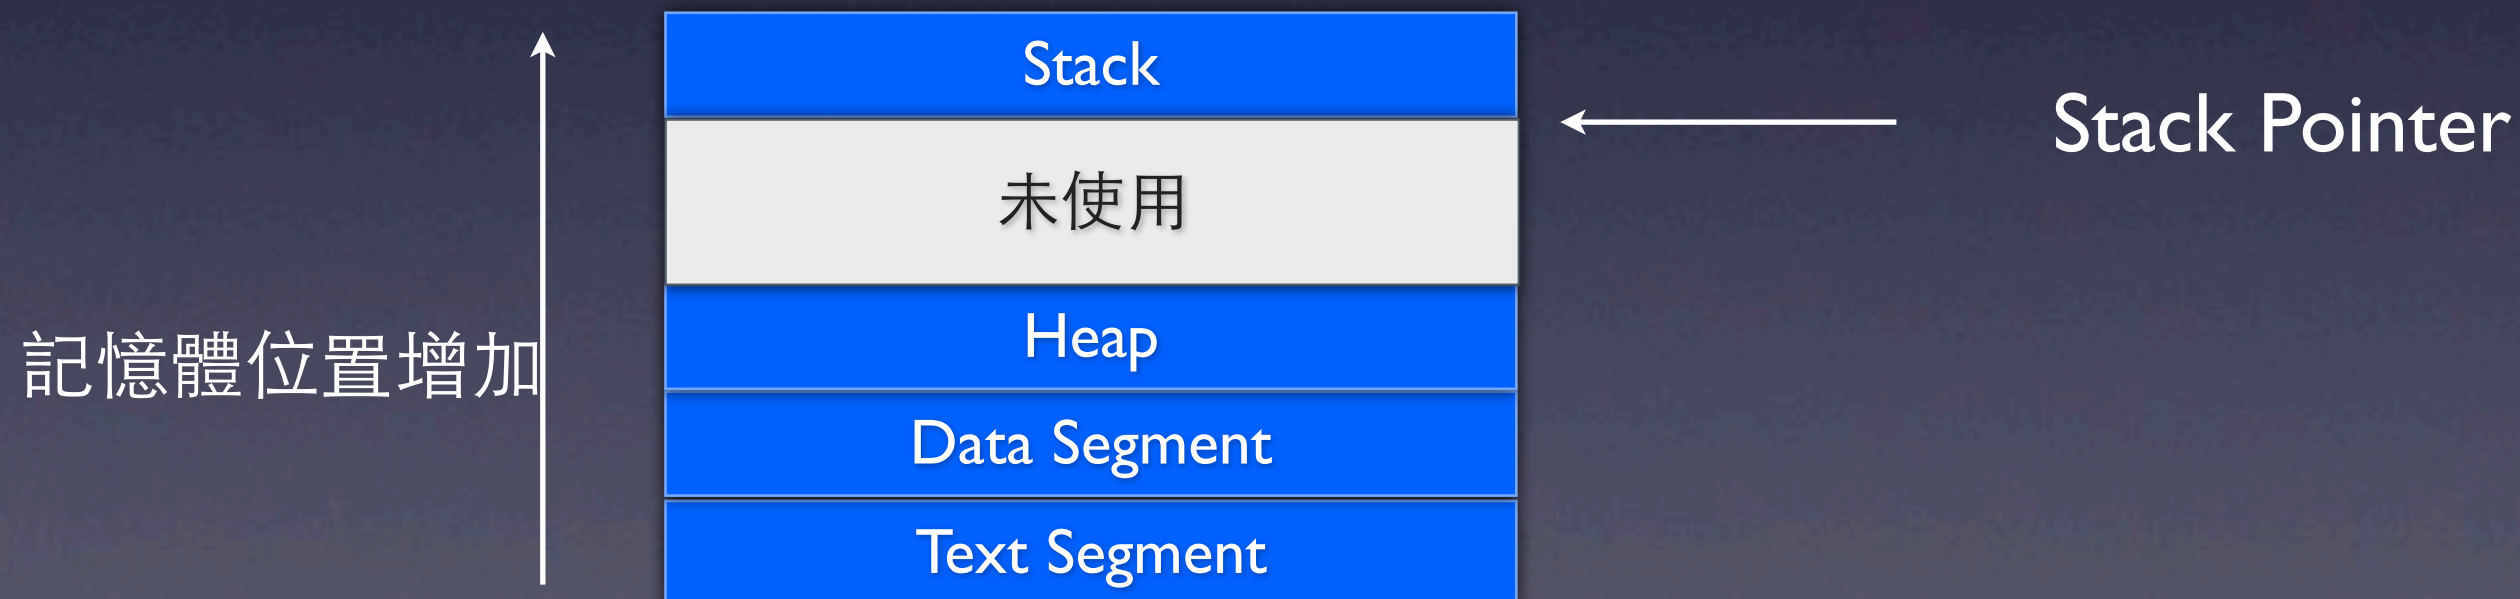 Stack
Stack Pointer
未使用
記憶體位置增加
Heap
Data Segment
Text Segment